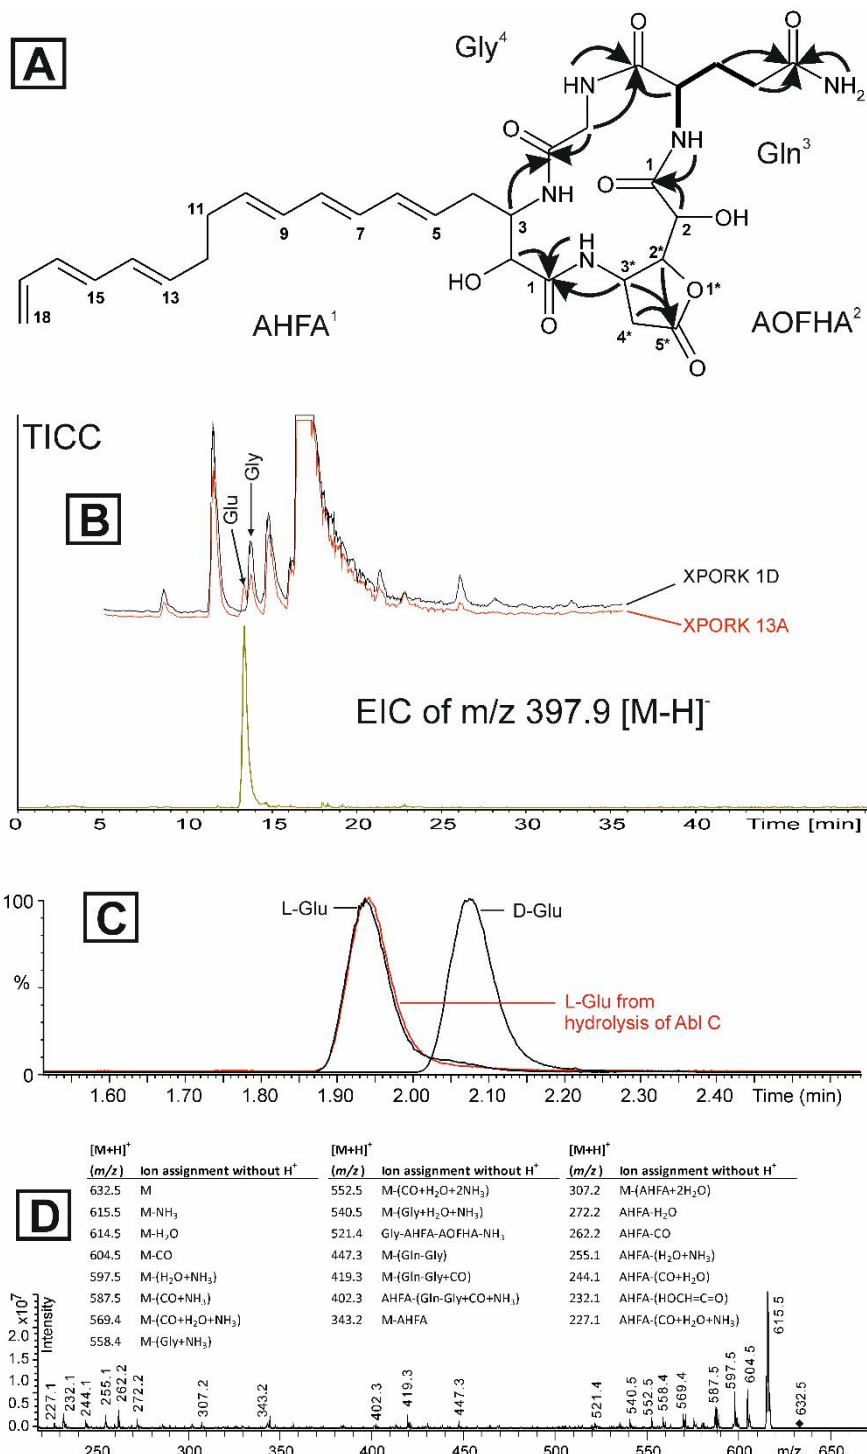 A
Gly4
O
O
HN
NH2
O
NH
Gln3
1
O
O
NH
2
OH
11
9
7
5
3
2*
H
N
3*
O
1*
HO
1
15
13
18
AHFA1
O
4*
5*
AOFHA2
O
TICC
B
Glu
Gly
XPORK 1D
XPORK 13A
EIC of m/z 397.9 [M-H]-
0 5 10 15 20 25 30 35 40 Time [min]
C
100
%
0
L-Glu
D-Glu
L-Glu from
hydrolysis of Abl C
1.60 1.70 1.80 1.90 2.00 2.10 2.20 2.30 2.40 Time (min)
D
[M+H]+
(m/z) Ion assignment without H+
632.5 M
615.5 M-NH3
614.5 M-H2O
604.5 M-CO
597.5 M-(H2O+NH3)
587.5 M-(CO+NH3)
569.4 M-(CO+H2O+NH3)
558.4 M-(Gly+NH3)
[M+H]+
(m/z) Ion assignment without H+
552.5 M-(CO+H2O+2NH3)
540.5 M-(Gly+H2O+NH3)
521.4 Gly-AHFA-AOFHA-NH3
447.3 M-(Gln-Gly)
419.3 M-(Gln-Gly+CO)
402.3 AHFA-(Gln-Gly+CO+NH3)
343.2 M-AHFA
[M+H]+
(m/z) Ion assignment without H+
307.2 M-(AHFA+2H2O)
272.2 AHFA-H2O
262.2 AHFA-CO
255.1 AHFA-(H2O+NH3)
244.1 AHFA-(CO+H2O)
232.1 AHFA-(HOCH=C=O)
227.1 AHFA-(CO+H2O+NH3)
x10^7
Intensity
2.0
1.5
1.0
0.5
0.0
227.1 232.1 244.1 255.1 262.2 272.2 307.2 343.2 402.3 419.3 447.3 521.4 540.5 552.5 558.4 569.4 587.5 597.5 604.5 615.5 632.5
250 300 350 400 450 500 550 600 m/z 650